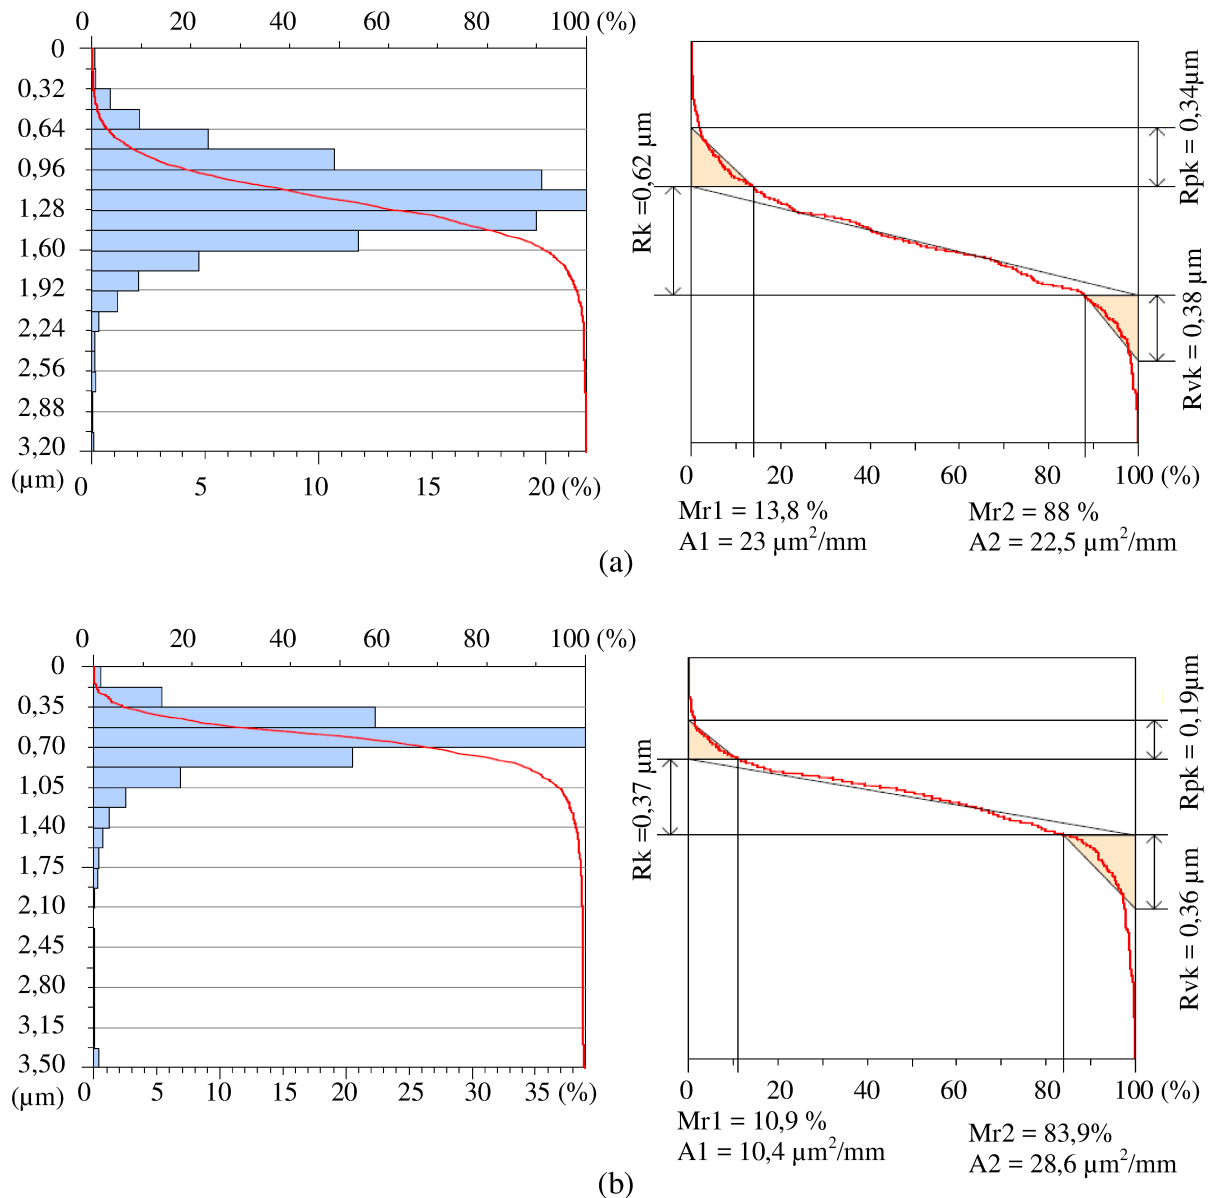 0 20 40 60 80 100 (%)
0
0,32
0,64
0,96
1,28
1,60
1,92
2,24
2,56
2,88
3,20
(µm)
0 5 10 15 20 (%)
Rk =0,62 µm
Rpk = 0,34µm
Rvk = 0,38 µm
0 20 40 60 80 100 (%)
Mr1 = 13,8 %
A1 = 23 µm²/mm
Mr2 = 88 %
A2 = 22,5 µm²/mm
(a)
0 20 40 60 80 100 (%)
0
0,35
0,70
1,05
1,40
1,75
2,10
2,45
2,80
3,15
3,50
(µm)
0 5 10 15 20 25 30 35 (%)
Rk =0,37 µm
Rpk = 0,19µm
Rvk = 0,36 µm
0 20 40 60 80 100 (%)
Mr1 = 10,9 %
A1 = 10,4 µm²/mm
Mr2 = 83,9%
A2 = 28,6 µm²/mm
(b)